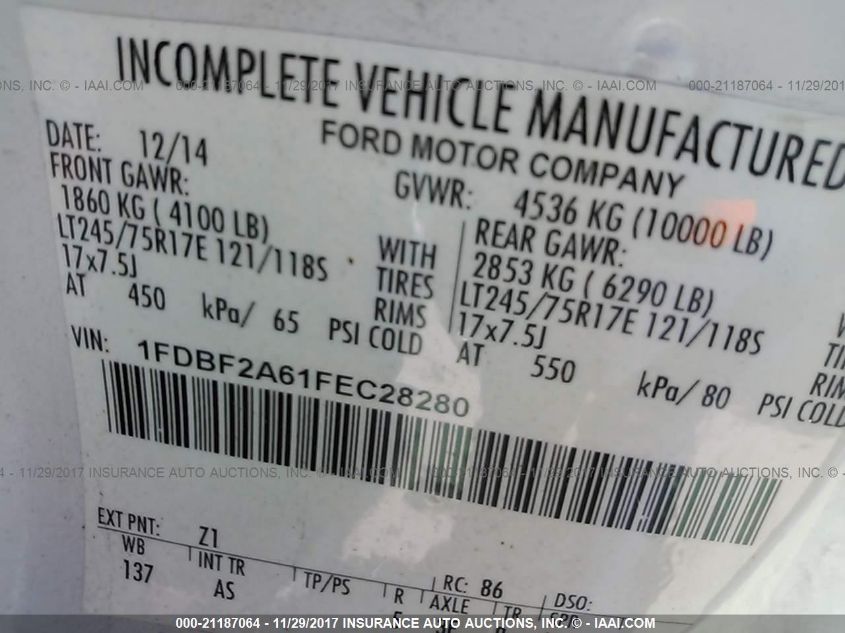 INCOMPLETE VEHICLE MANUFACTURED
FORD MOTOR COMPANY
DATE: 12/14 GVWR: 4536 KG (10000 LB)
FRONT GAWR: REAR GAWR:
1860 KG ( 4100 LB) WITH 2853 KG ( 6290 LB)
LT245/75R17E 121/118S TIRES LT245/75R17E 121/118S
17x7.5J RIMS 17x7.5J
AT 450 kPa/ 65 PSI COLD AT 550 kPa/ 80 PSI COLD
VIN: 1FDBF2A61FEC28280
EXT PNT: Z1 RC: 86 DSO:
WB INT TR TP/PS R AXLE TR
137 AS
000-21187064 - 11/29/2017 INSURANCE AUTO AUCTIONS, INC. © - IAAI.COM